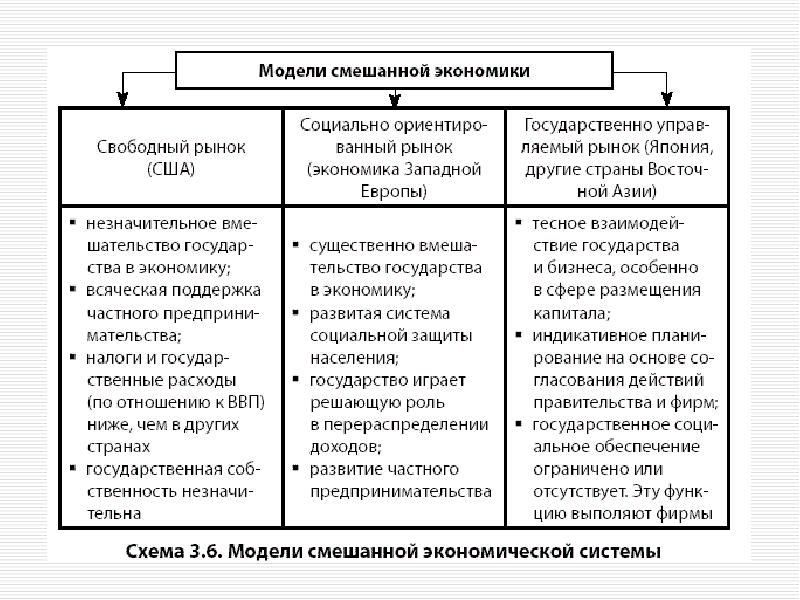 Модели смешанной экономики
Свободный рынок
(США)
Социально ориентиро-
ванный рынок
(экономика Западной
Европы)
Государственно управ-
ляемый рынок (Япония,
другие страны Восточ-
ной Азии)
▪ незначительное вме-
шательство государ-
ства в экономику;
▪ всяческая поддержка
частного предприни-
мательства;
▪ налоги и государ-
ственные расходы
(по отношению к ВВП)
ниже, чем в других
странах
▪ государственная соб-
ственность незначи-
тельна
▪ существенно вмеша-
тельство государства
в экономику;
▪ развитая система
социальной защиты
населения;
▪ государство играет
решающую роль
в перераспределении
доходов;
▪ развитие частного
предпринимательства
▪ тесное взаимодей-
ствие государства
и бизнеса, особенно
в сфере размещения
капитала;
▪ индикативное плани-
рование на основе со-
гласования действий
правительства и фирм;
▪ государственное соци-
альное обеспечение
ограничено или
отсутствует. Эту функ-
цию выполяют фирмы
Схема 3.6. Модели смешанной экономической системы